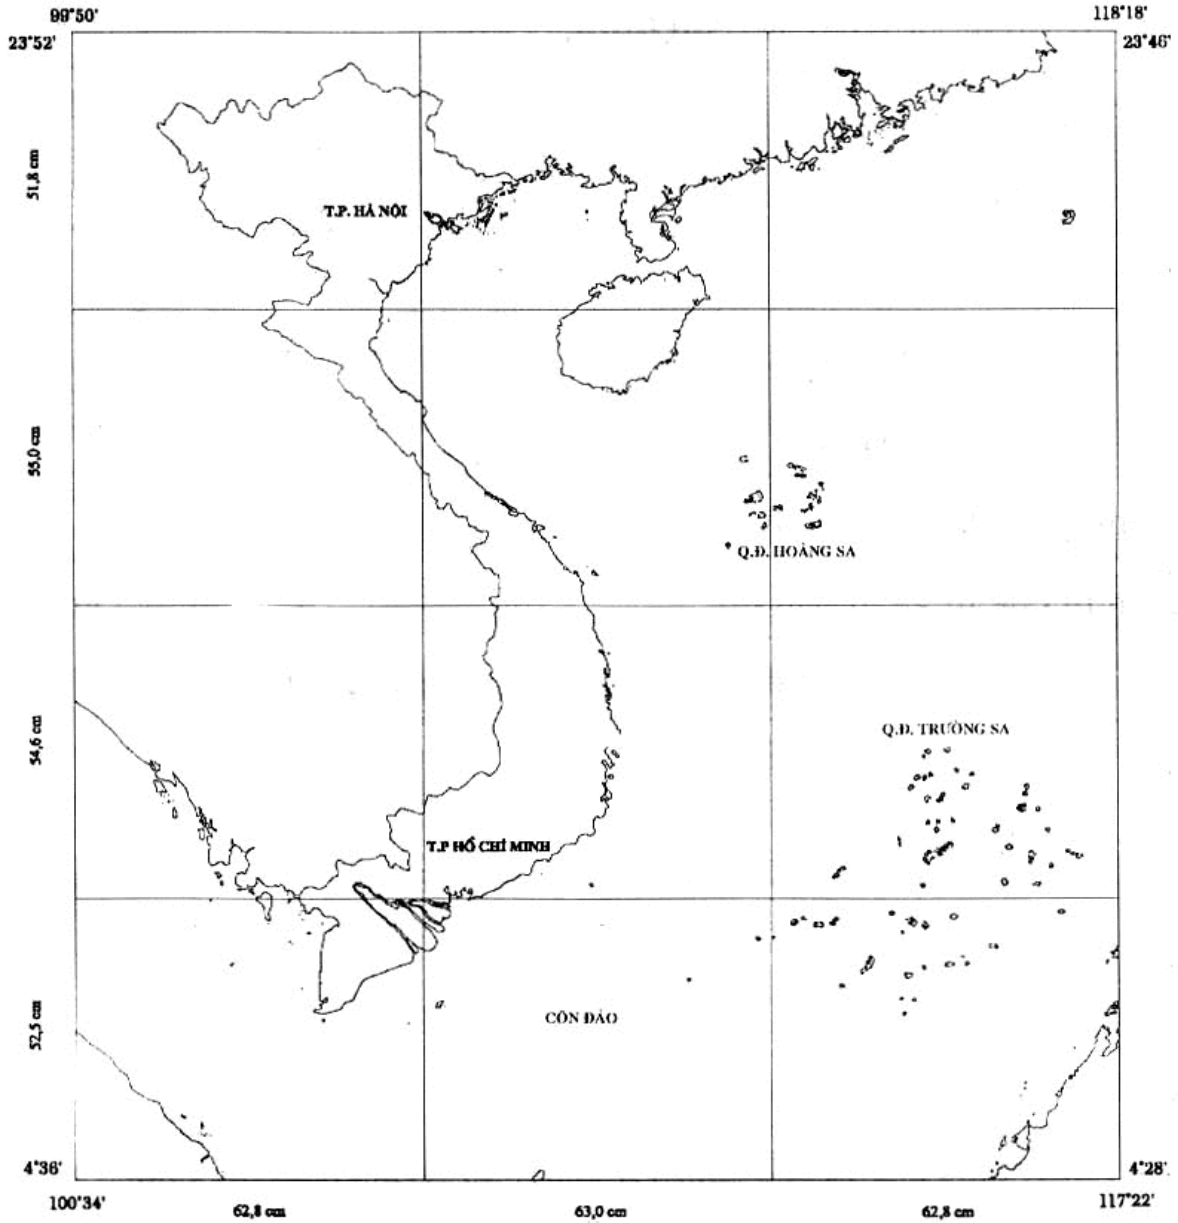 99°50'
118°18'
23°52'
23°46'
51,8 cm
T.P. HÀ NỘI
55,0 cm
Q.Đ. HOÀNG SA
54,6 cm
Q.Đ. TRƯỜNG SA
T.P HỒ CHÍ MINH
52,5 cm
CÔN ĐẢO
4°36'
4°28'
100°34'
117°22'
62,8 cm
63,0 cm
62,8 cm